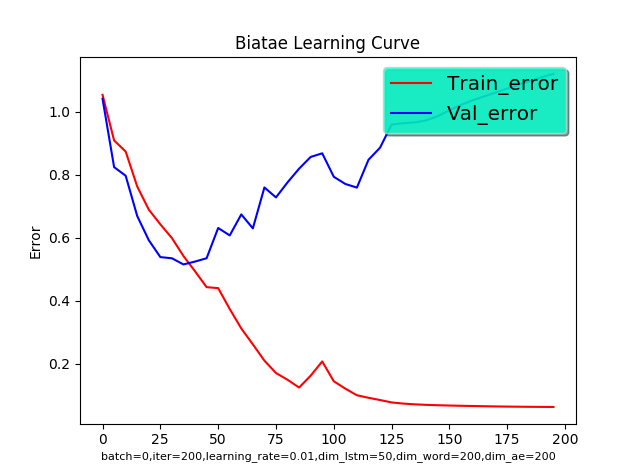 Biatae Learning Curve
Train_error
Val_error
Error
1.0
0.8
0.6
0.4
0.2
0 25 50 75 100 125 150 175 200
batch=0,iter=200,learning_rate=0.01,dim_lstm=50,dim_word=200,dim_ae=200